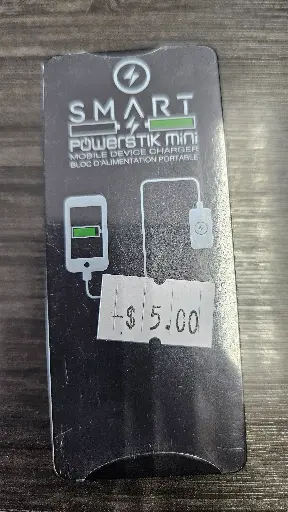 SMART
POWERSTIK mini
MOBILE DEVICE CHARGER
BLOC D'ALIMENTATION PORTABLE
-$ 5.00